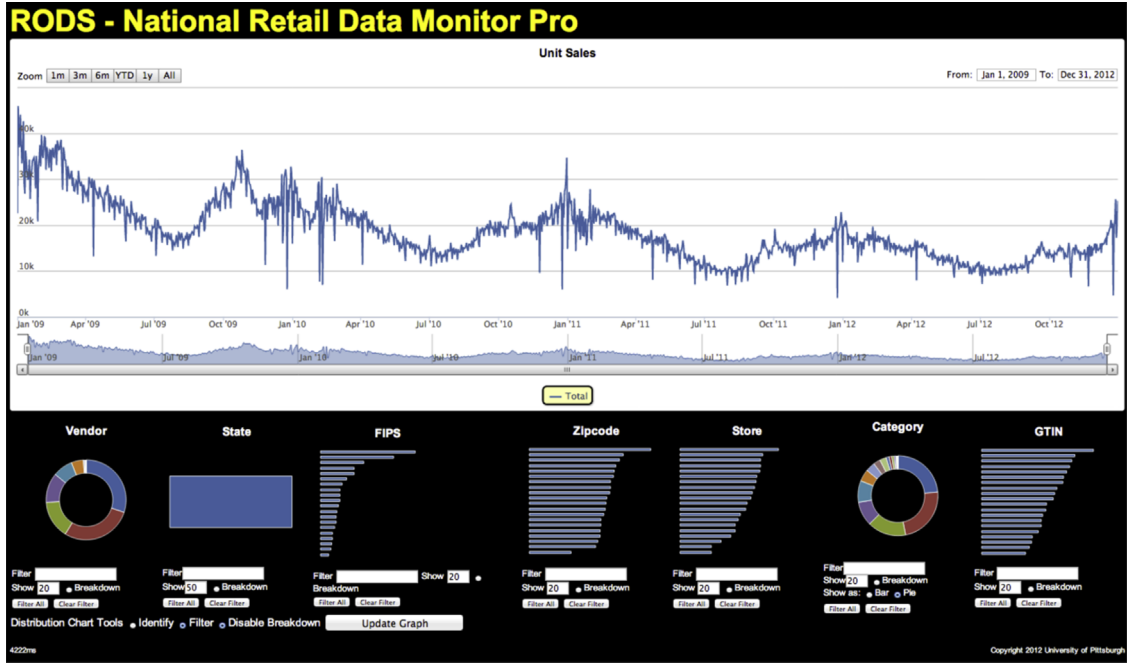 RODS - National Retail Data Monitor Pro
Unit Sales
Zoom 1m 3m 6m YTD 1y All
From: Jan 1, 2009 To: Dec 31, 2012
40k
30k
20k
10k
0k
Jan '09 Apr '09 Jul '09 Oct '09 Jan '10 Apr '10 Jul '10 Oct '10 Jan '11 Apr '11 Jul '11 Oct '11 Jan '12 Apr '12 Jul '12 Oct '12
Jan '09 Jul '09 Jan '10 Jul '10 Jan '11 Jul '11 Jan '12 Jul '12
Total
Vendor State FIPS Zipcode Store Category GTIN
Filter
Show 20 Breakdown
Filter All Clear Filter
Filter
Show 50 Breakdown
Filter All Clear Filter
Filter Show 20
Breakdown
Filter All Clear Filter
Filter
Show 20 Breakdown
Filter All Clear Filter
Filter
Show 20 Breakdown
Filter All Clear Filter
Filter
Show 20 Breakdown
Show as: Bar Pie
Filter All Clear Filter
Filter
Show 20 Breakdown
Filter All Clear Filter
Distribution Chart Tools Identify Filter Disable Breakdown Update Graph
4222ms
Copyright 2012 University of Pittsburgh